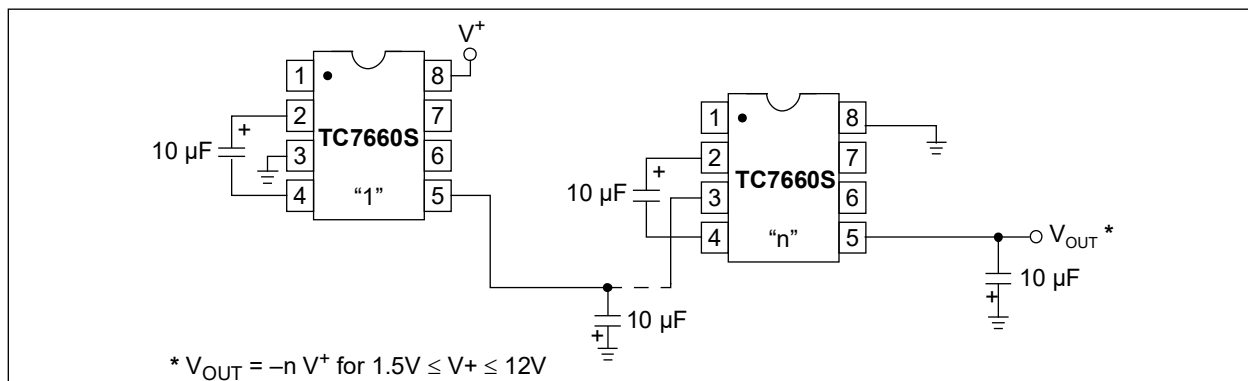 V+
1
8
2
7
+
TC7660S
10 µF
3
6
4
"1"
5
1
8
2
7
+
TC7660S
10 µF
3
6
4
"n"
5
VOUT *
10 µF
+
10 µF
+
* VOUT = –n V+ for 1.5V ≤ V+ ≤ 12V